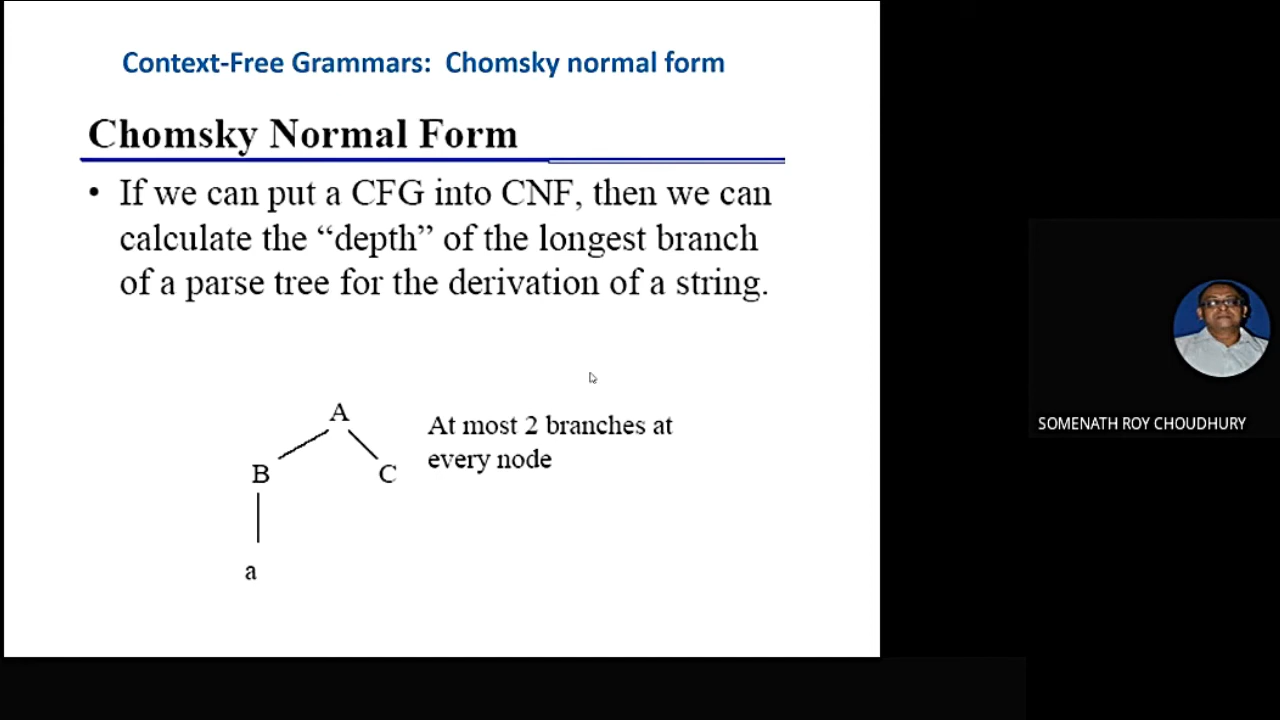 Context-Free Grammars: Chomsky normal form
Chomsky Normal Form
• If we can put a CFG into CNF, then we can
calculate the “depth” of the longest branch
of a parse tree for the derivation of a string.
A
At most 2 branches at
every node
B
C
a
SOMENATH ROY CHOUDHURY